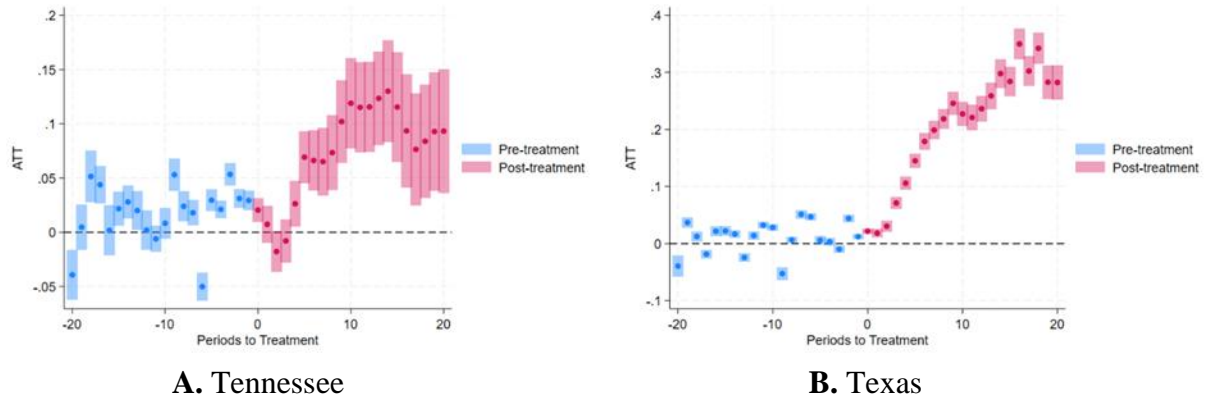 .2
.15
.1
.05
0
-.05
ATT
-20
-10
0
10
20
Periods to Treatment
Pre-treatment
Post-treatment
A. Tennessee
.4
.3
.2
.1
0
-.1
ATT
-20
-10
0
10
20
Periods to Treatment
Pre-treatment
Post-treatment
B. Texas